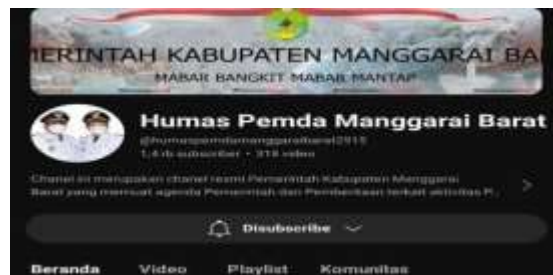 MERINTAH KABUPATEN MANGGARAI BA
MABAR BANGKIT MABAR MANTAP
Humas Pemda Manggarai Barat
@humaspemdamanggaraibarat2915
1,4 rb subscriber • 318 video
Chanel ini merupakan chanel resmi Pemerintah Kabupaten Manggarai
Barat yang memuat agenda Pemerintah dan Pemberitaan terkait aktivitas P...
Disubscribe
Beranda Video Playlist Komunitas